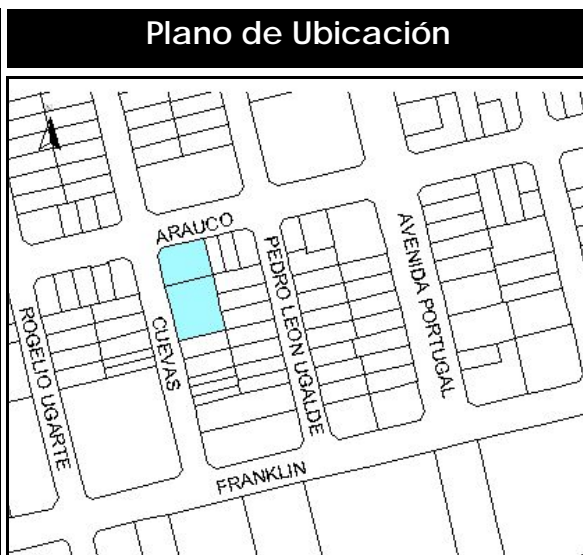 Plano de Ubicación
ARAUCO
ROGELIO UGARTE
CUEVAS
PEDRO LEON UGALDE
AVENIDA PORTUGAL
FRANKLIN